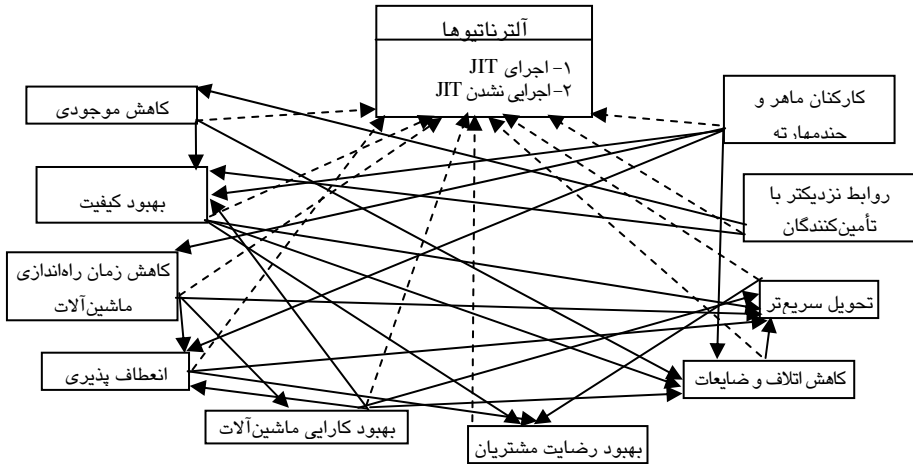 آلترناتیوها
۱- اجرای JIT
۲- اجرایی نشدن JIT
کاهش موجودی
کارکنان ماهر و
چندمهارته
بهبود کیفیت
روابط نزدیکتر با
تأمین‌کنندگان
کاهش زمان راه‌اندازی
ماشین‌آلات
تحویل سریع‌تر
انعطاف پذیری
کاهش اتلاف و ضایعات
بهبود کارایی ماشین‌آلات
بهبود رضایت مشتریان